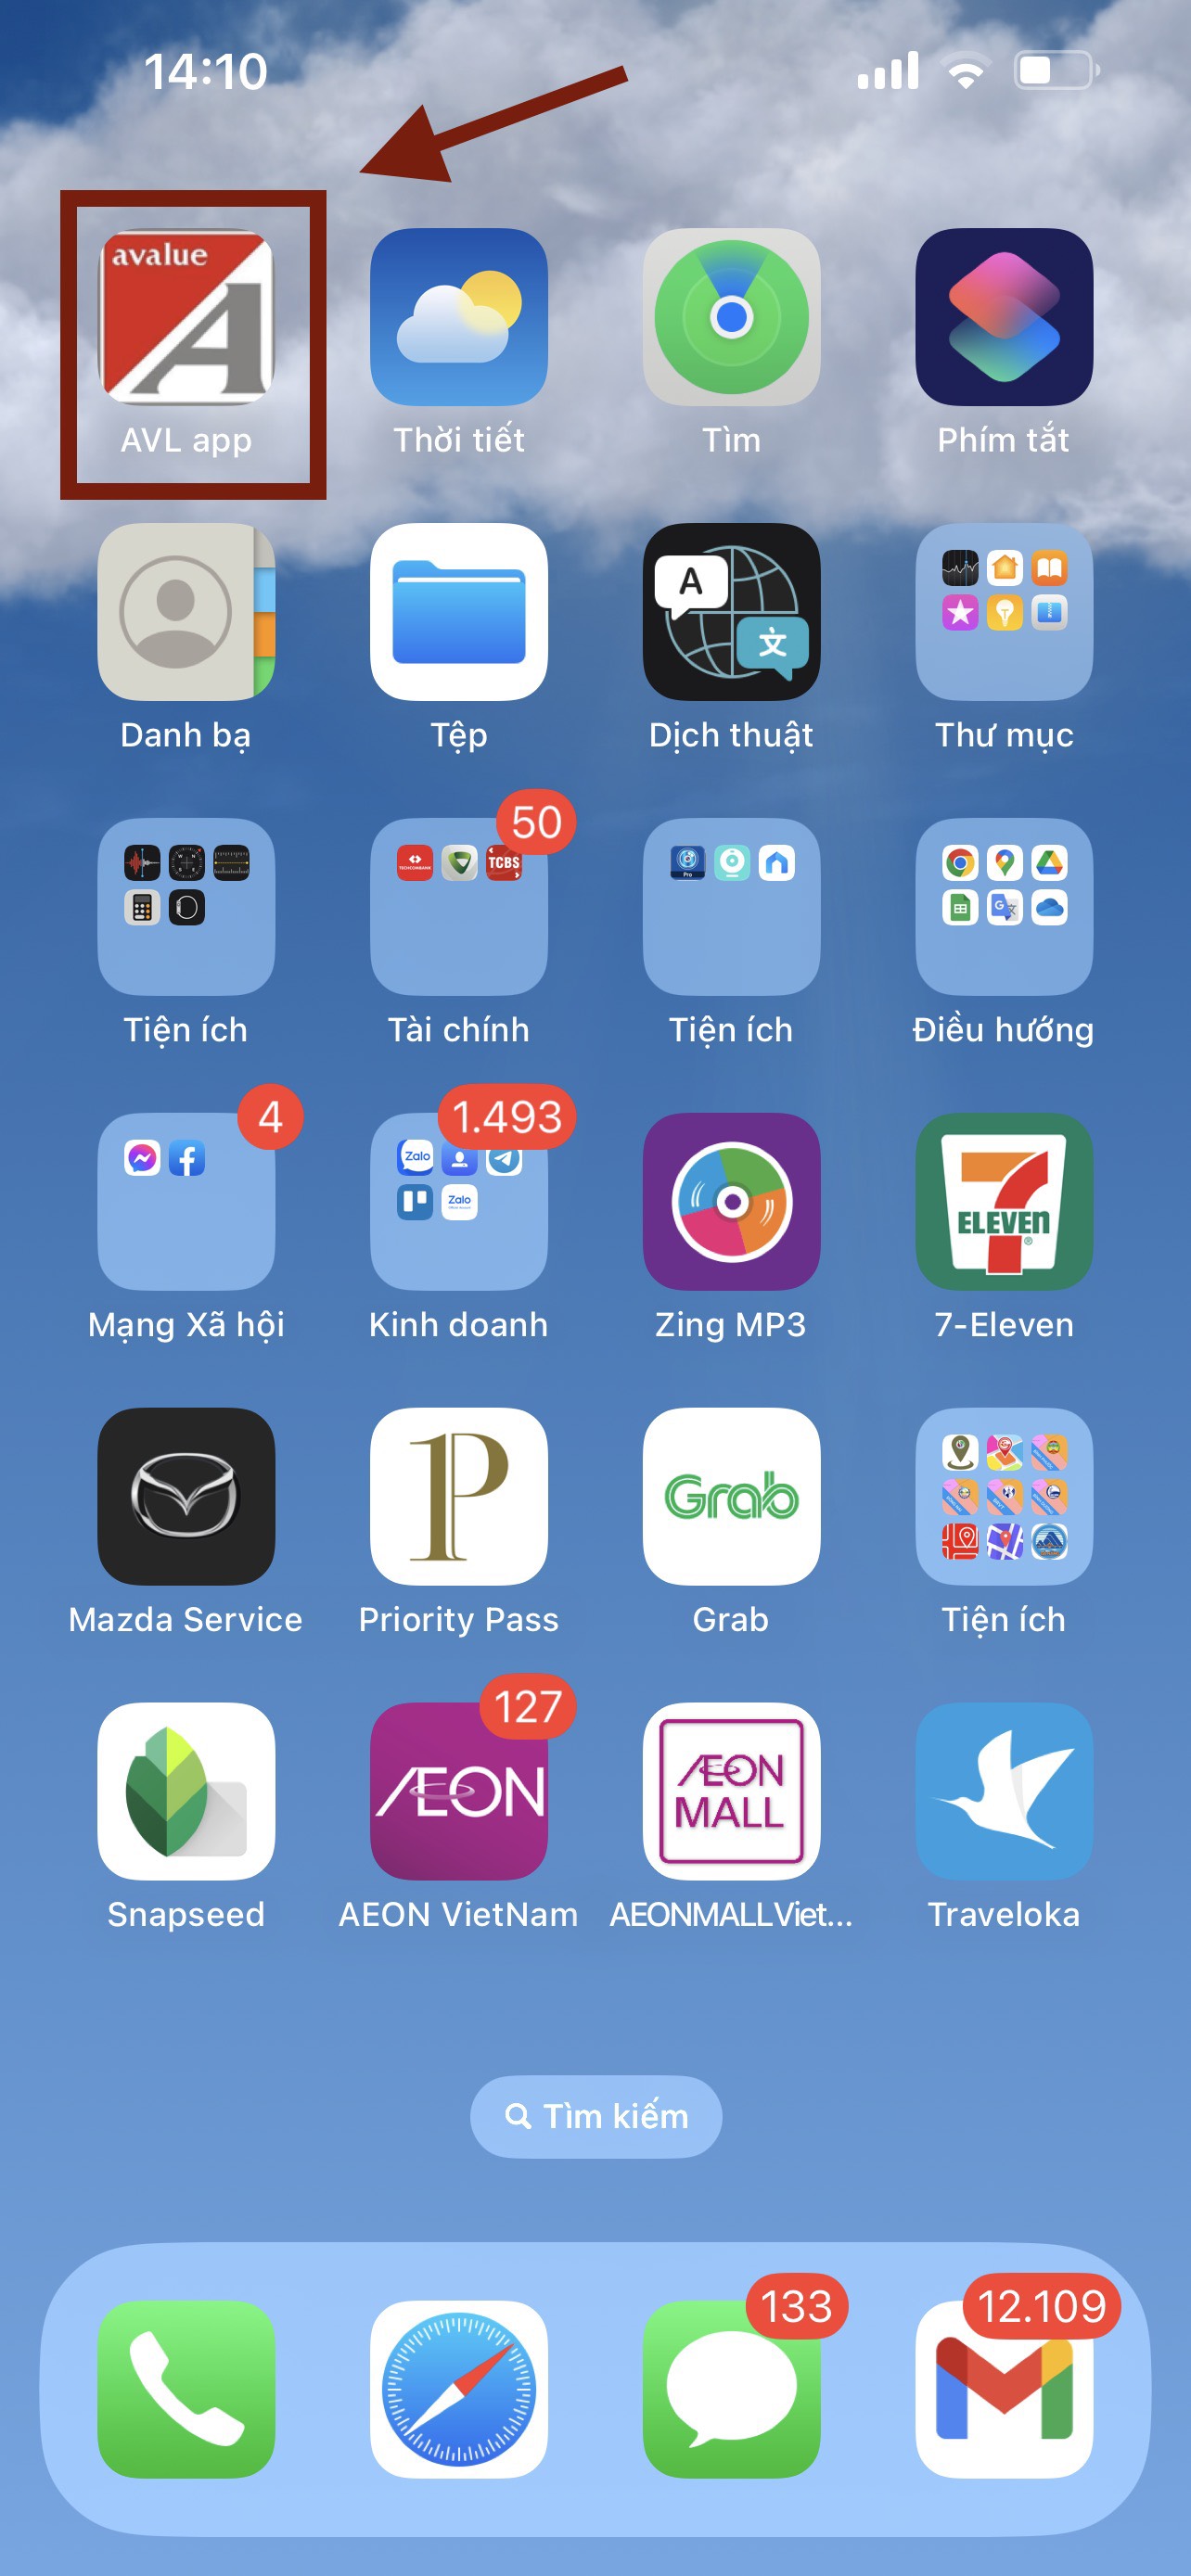 14:10
avalue
A
AVL app
Thời tiết
Tìm
Phím tắt
A
文
Danh bạ
Tệp
Dịch thuật
Thư mục
50
TECHCOMBANK
TCBS
Pro
Tiện ích
Tài chính
Tiện ích
Điều hướng
4
1.493
Zalo
Zalo
7
ELEVEN
Mạng Xã hội
Kinh doanh
Zing MP3
7-Eleven
P
Grab
Mazda Service
Priority Pass
Grab
Tiện ích
127
ÆON
ÆON
MALL
Snapseed
AEON VietNam
AEONMALLViet...
Traveloka
Tìm kiếm
133
12.109